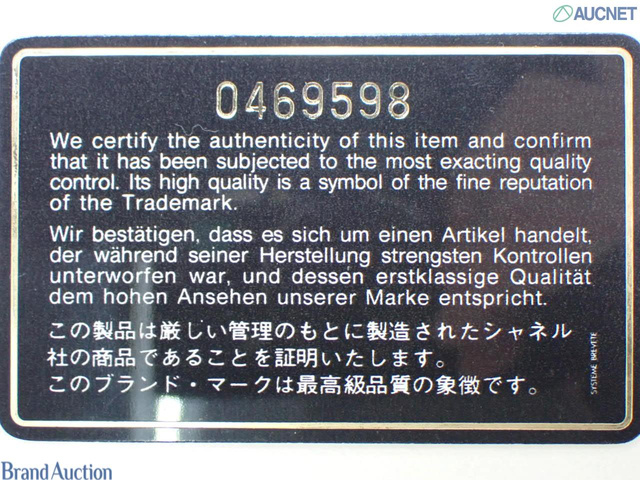 AUCNET
0469598
We certify the authenticity of this item and confirm
that it has been subjected to the most exacting quality
control. Its high quality is a symbol of the fine reputation
of the Trademark.
Wir bestätigen, dass es sich um einen Artikel handelt,
der während seiner Herstellung strengsten Kontrollen
unterworfen war, und dessen erstklassige Qualität
dem hohen Ansehen unserer Marke entspricht.
この製品は厳しい管理のもとに製造されたシャネル
社の商品であることを証明いたします。
このブランド・マークは最高級品質の象徴です。
SYSTEME BREVETE
Brand Auction